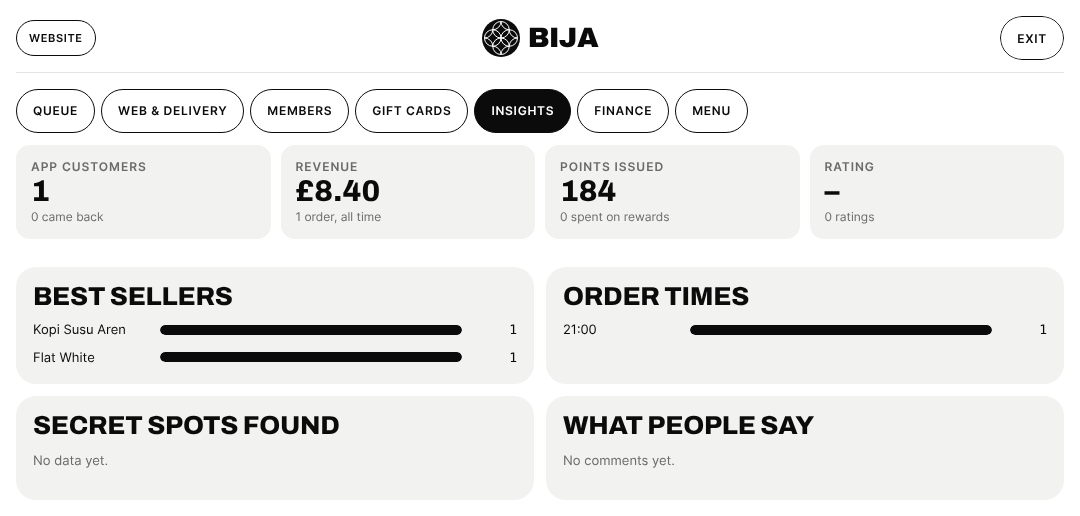 WEBSITE
BIJA
EXIT
QUEUE
WEB & DELIVERY
MEMBERS
GIFT CARDS
INSIGHTS
FINANCE
MENU
APP CUSTOMERS
1
0 came back
REVENUE
£8.40
1 order, all time
POINTS ISSUED
184
0 spent on rewards
RATING
–
0 ratings
BEST SELLERS
Kopi Susu Aren 1
Flat White 1
ORDER TIMES
21:00 1
SECRET SPOTS FOUND
No data yet.
WHAT PEOPLE SAY
No comments yet.